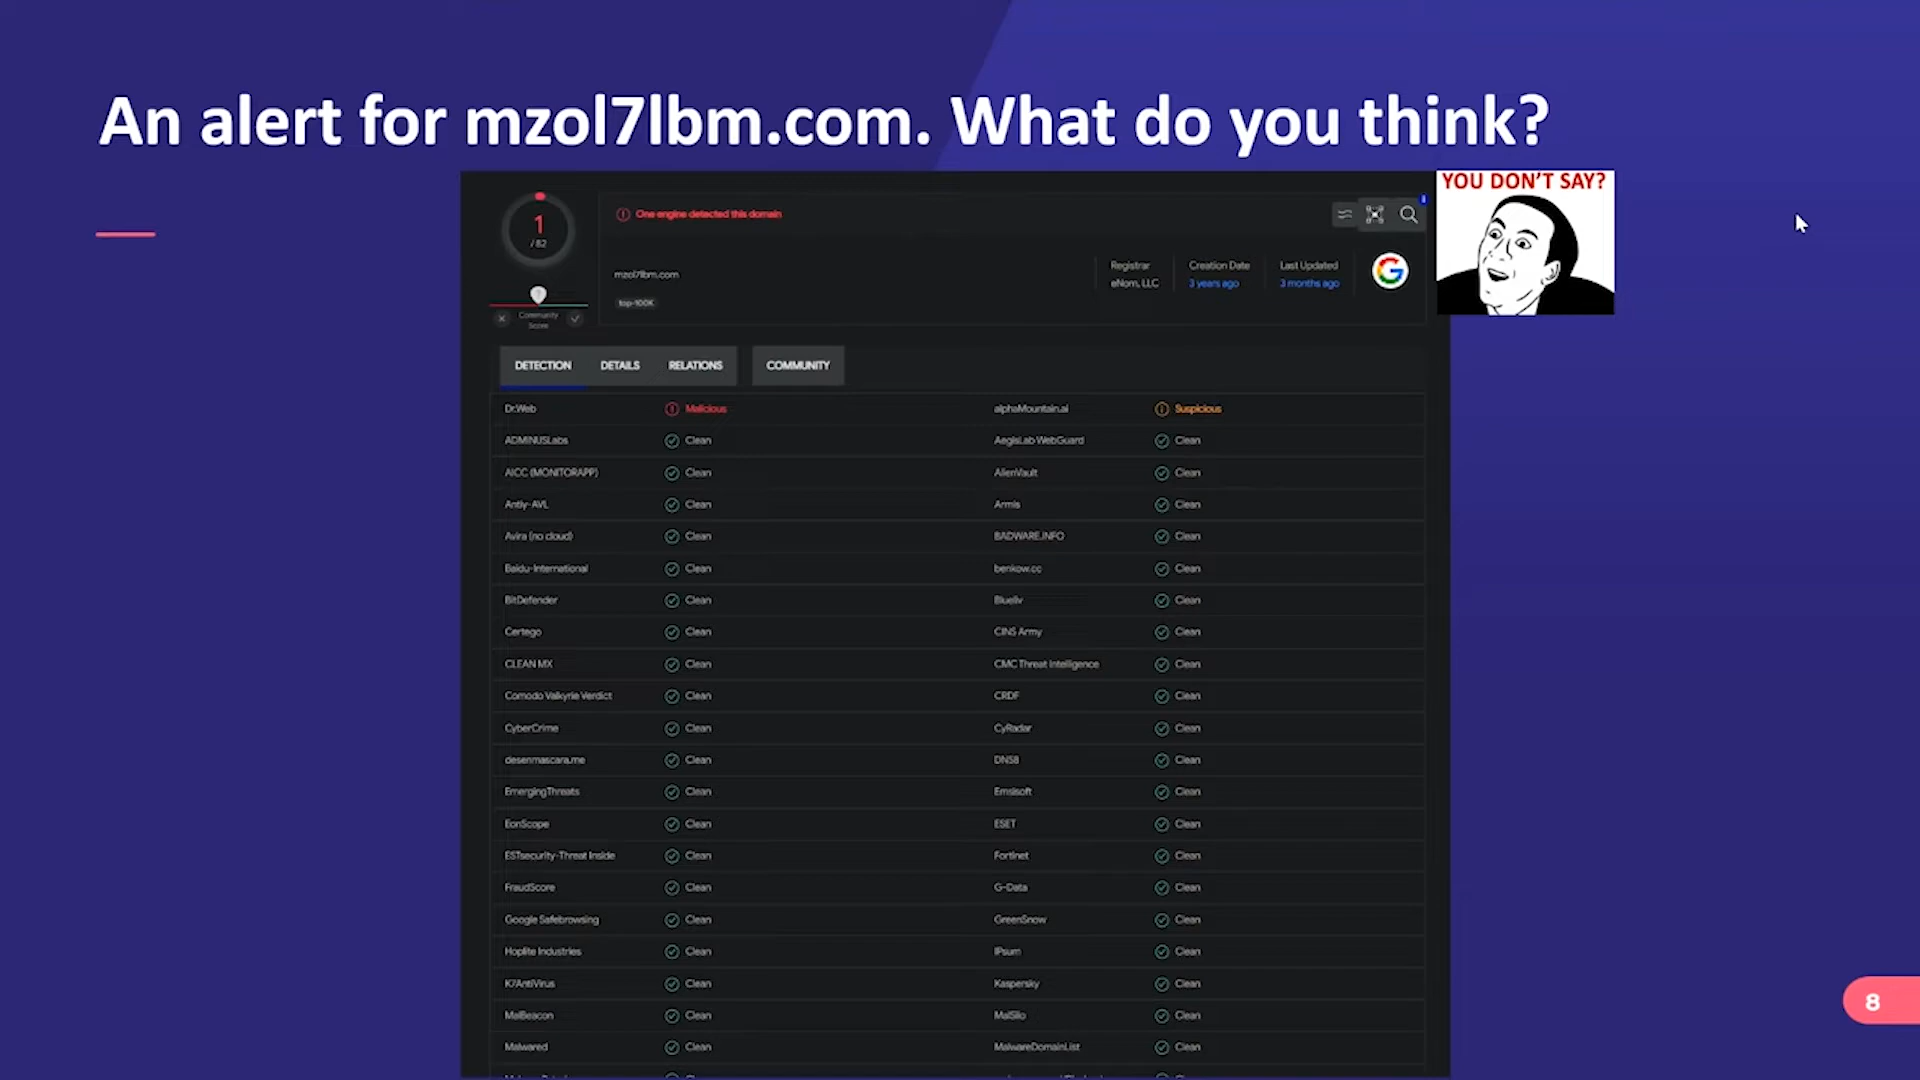 An alert for mzol7lbm.com. What do you think?
YOU DON'T SAY?
1
/ 82
One engine detected this domain
mzol7lbm.com
top-100K
Registrar
eNom, LLC
Creation Date
3 years ago
Last Updated
3 months ago
Community
Score
DETECTION DETAILS RELATIONS COMMUNITY
Dr.Web Malicious alphaMountain.ai Suspicious
ADMINUSLabs Clean AegisLab WebGuard Clean
AICC (MONITORAPP) Clean AlienVault Clean
Antiy-AVL Clean Armis Clean
Avira (no cloud) Clean BADWARE.INFO Clean
Baidu-International Clean benkow.cc Clean
BitDefender Clean Blueliv Clean
Certego Clean CINS Army Clean
CLEAN MX Clean CMC Threat Intelligence Clean
Comodo Valkyrie Verdict Clean CRDF Clean
CyberCrime Clean CyRadar Clean
desenmascara.me Clean DNS8 Clean
EmergingThreats Clean Emsisoft Clean
EonScope Clean ESET Clean
ESTsecurity-Threat Inside Clean Fortinet Clean
FraudScore Clean G-Data Clean
Google Safebrowsing Clean GreenSnow Clean
Hoplite Industries Clean IPsum Clean
K7AntiVirus Clean Kaspersky Clean
MalBeacon Clean MalSilo Clean
Malwared Clean MalwareDomainList Clean
8